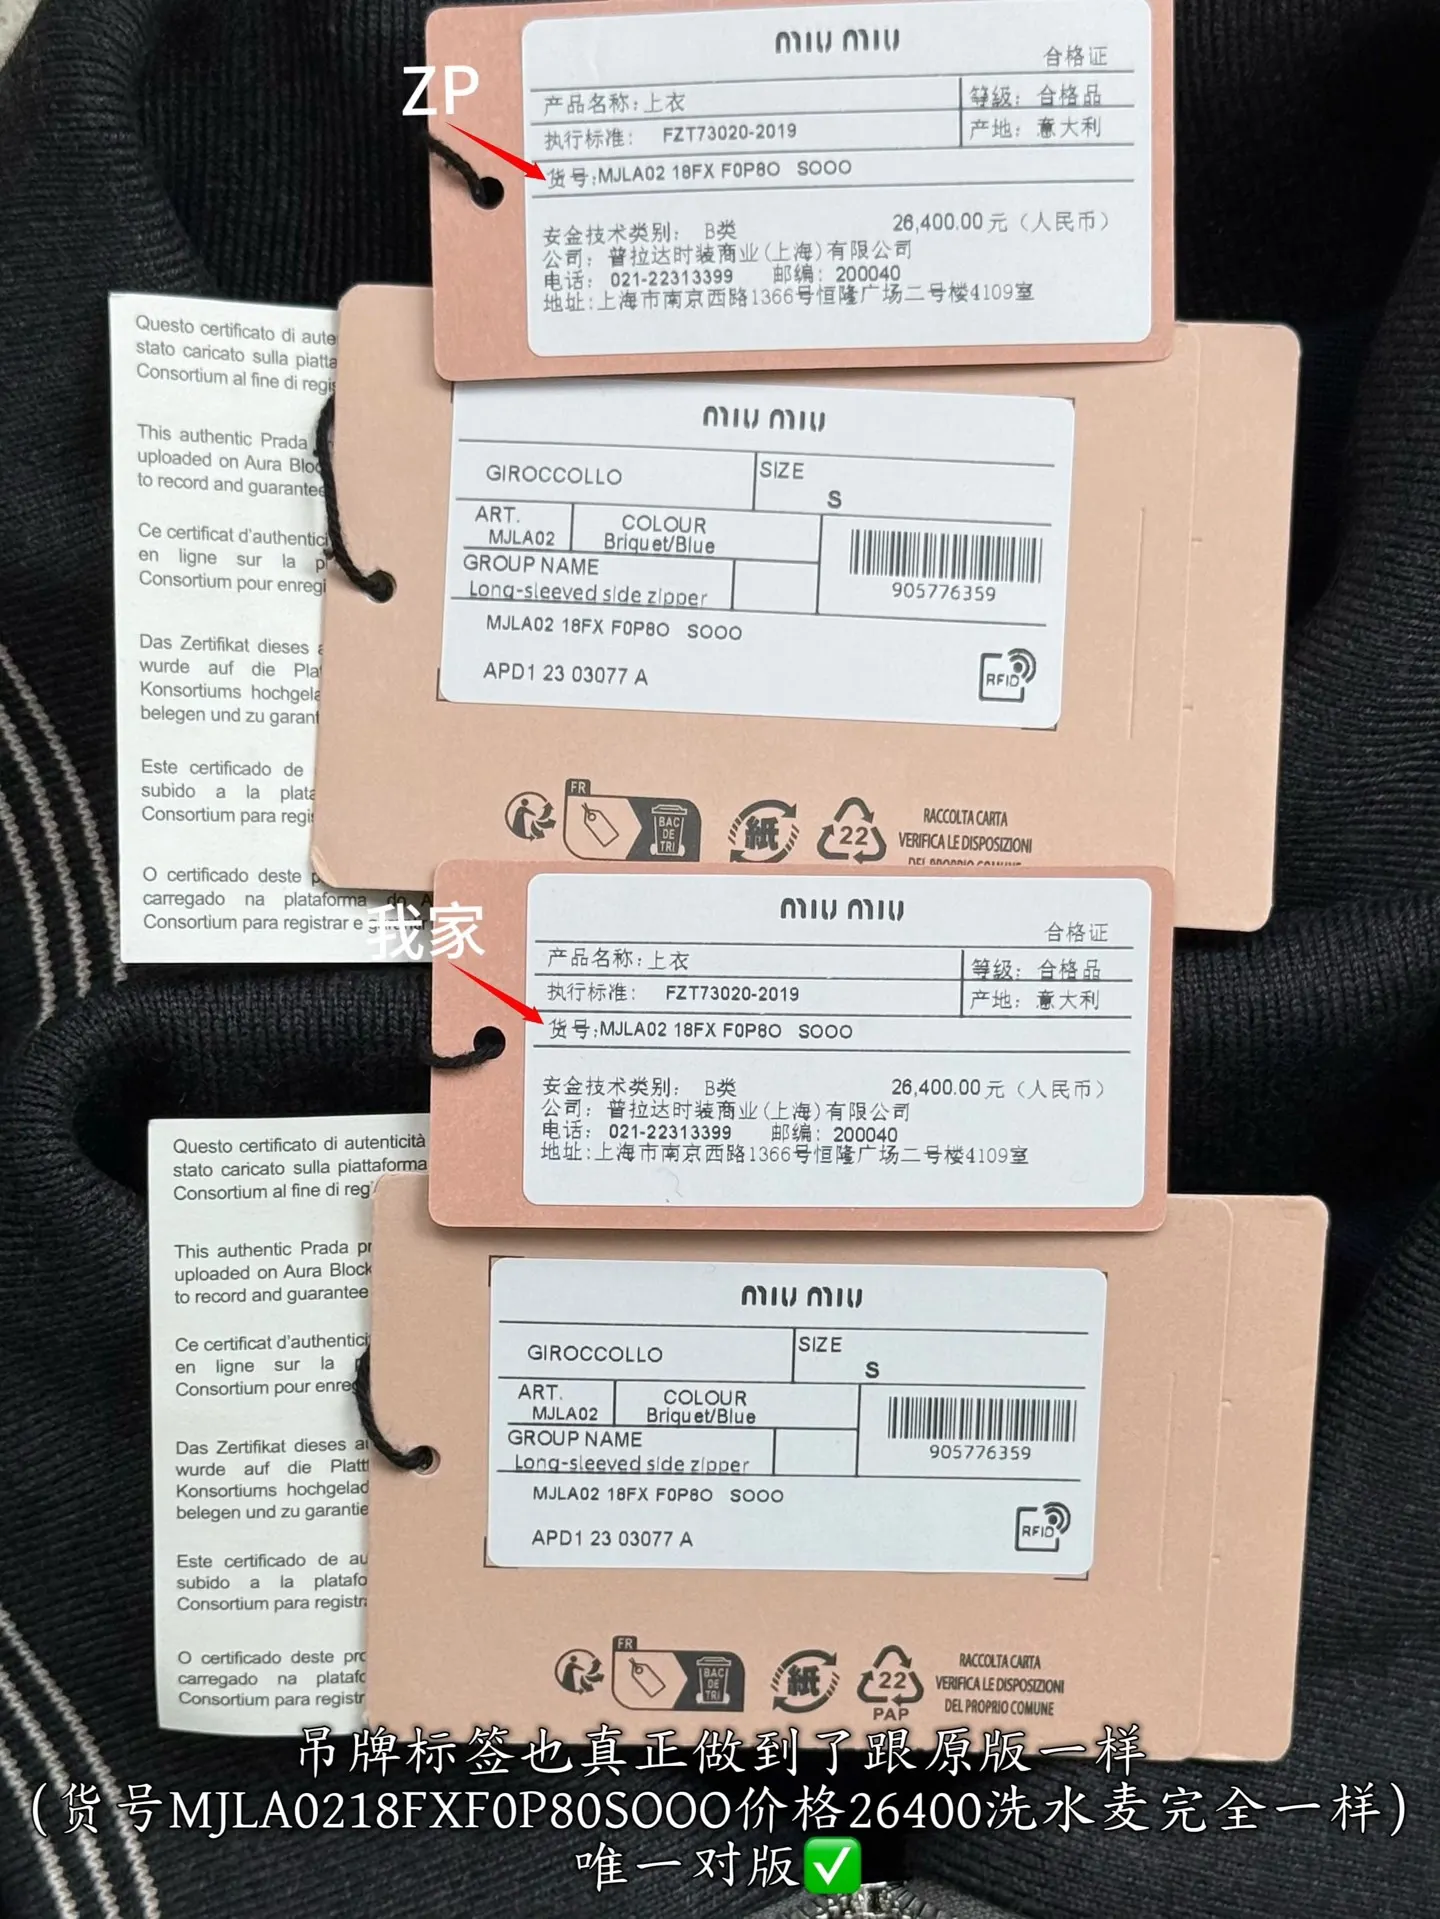 miu miu
合格证
ZP
产品名称:上衣
等级: 合格品
执行标准: FZT73020-2019
产地: 意大利
货号:MJLA02 18FX F0P8O SOOO
安全技术类别: B类
26,400.00元（人民币）
公司: 普拉达时装商业(上海)有限公司
电话: 021-22313399 邮编: 200040
地址:上海市南京西路1366号恒隆广场二号楼4109室
Questo certificato di aute
stato caricato sulla piatta
Consortium al fine di regis
This authentic Prada
uploaded on Aura Bloc
to record and guarantee
Ce certificat d'authentici
en ligne sur la p
Consortium pour enregi
Das Zertifikat dieses a
wurde auf die Plat
Konsortiums hochgela
belegen und zu garant
Este certificado de
subido a la plata
Consortium para regis
O certificado deste p
carregado na plataforma do A
Consortium para registrar e garantir
miu miu
GIROCCOLLO
SIZE
S
ART.
MJLA02
COLOUR
Briquet/Blue
905776359
GROUP NAME
Long-sleeved side zipper
MJLA02 18FX F0P8O SOOO
APD1 23 03077 A
RFID
FR
BAC
DE
TRI
紙
22
RACCOLTA CARTA
VERIFICA LE DISPOSIZIONI
DEL PROPRIO COMUNE
miu miu
合格证
我家
产品名称:上衣
等级: 合格品
执行标准: FZT73020-2019
产地: 意大利
货号:MJLA02 18FX F0P8O SOOO
安全技术类别: B类
26,400.00元（人民币）
公司: 普拉达时装商业(上海)有限公司
电话: 021-22313399 邮编: 200040
地址:上海市南京西路1366号恒隆广场二号楼4109室
Questo certificato di autenticità
stato caricato sulla piattaforma
Consortium al fine di reg
This authentic Prada pr
uploaded on Aura Block
to record and guarantee
Ce certificat d'authentici
en ligne sur la p
Consortium pour enreg
Das Zertifikat dieses au
wurde auf die Platt
Konsortiums hochgelad
belegen und zu garantie
Este certificado de au
subido a la platafo
Consortium para registr
O certificado deste pro
carregado na platafo
Consortium para registr
miu miu
GIROCCOLLO
SIZE
S
ART.
MJLA02
COLOUR
Briquet/Blue
905776359
GROUP NAME
Long-sleeved side zipper
MJLA02 18FX F0P8O SOOO
APD1 23 03077 A
RFID
FR
BAC
DE
TRI
紙
22
PAP
RACCOLTA CARTA
VERIFICA LE DISPOSIZIONI
DEL PROPRIO COMUNE
吊牌标签也真正做到了跟原版一样
(货号MJLA0218FXF0P80SOOO价格26400洗水麦完全一样)
唯一对版✅